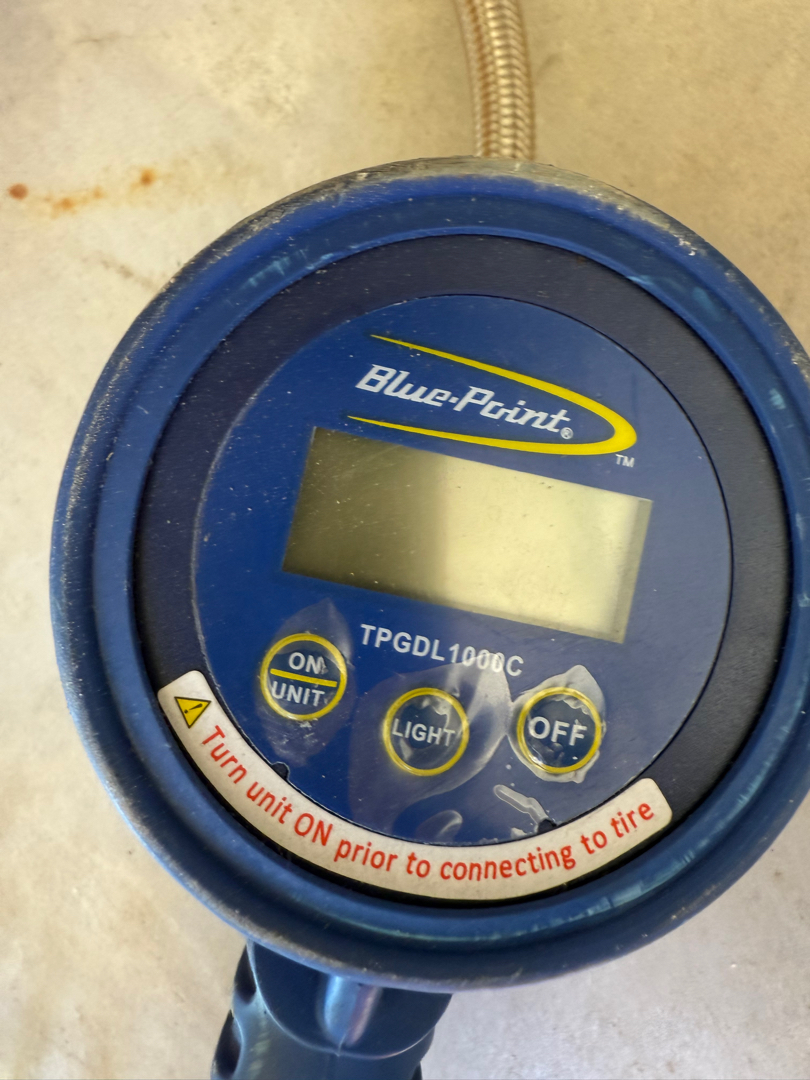 Blue-Point®
TM
TPGDL1000C
ON
UNIT
LIGHT
OFF
Turn unit ON prior to connecting to tire